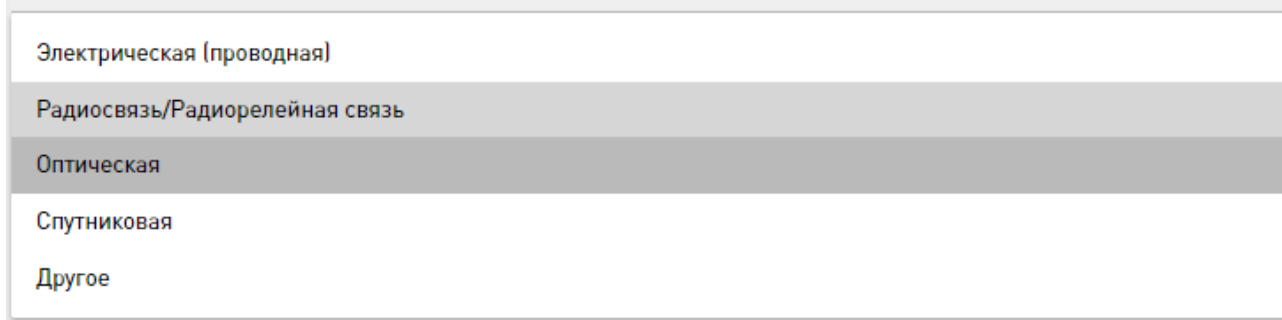 Электрическая (проводная)
Радиосвязь/Радиорелейная связь
Оптическая
Спутниковая
Другое